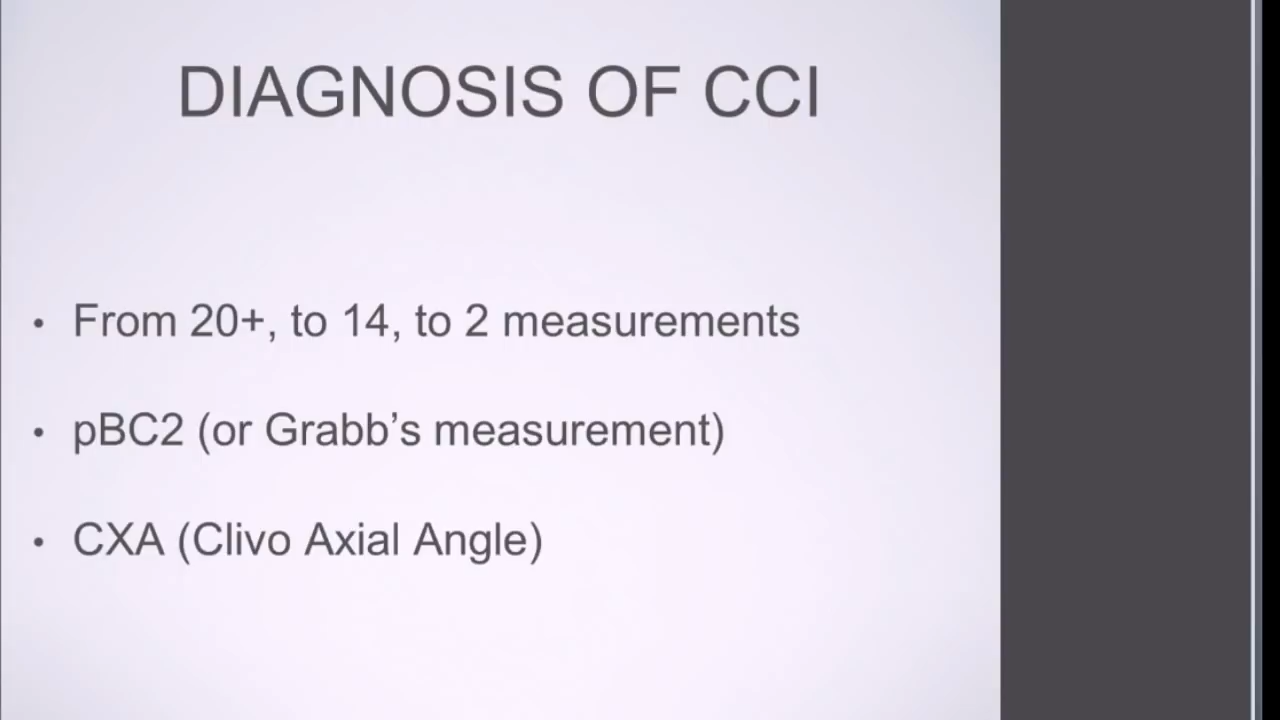 DIAGNOSIS OF CCI
• From 20+, to 14, to 2 measurements
• pBC2 (or Grabb’s measurement)
• CXA (Clivo Axial Angle)